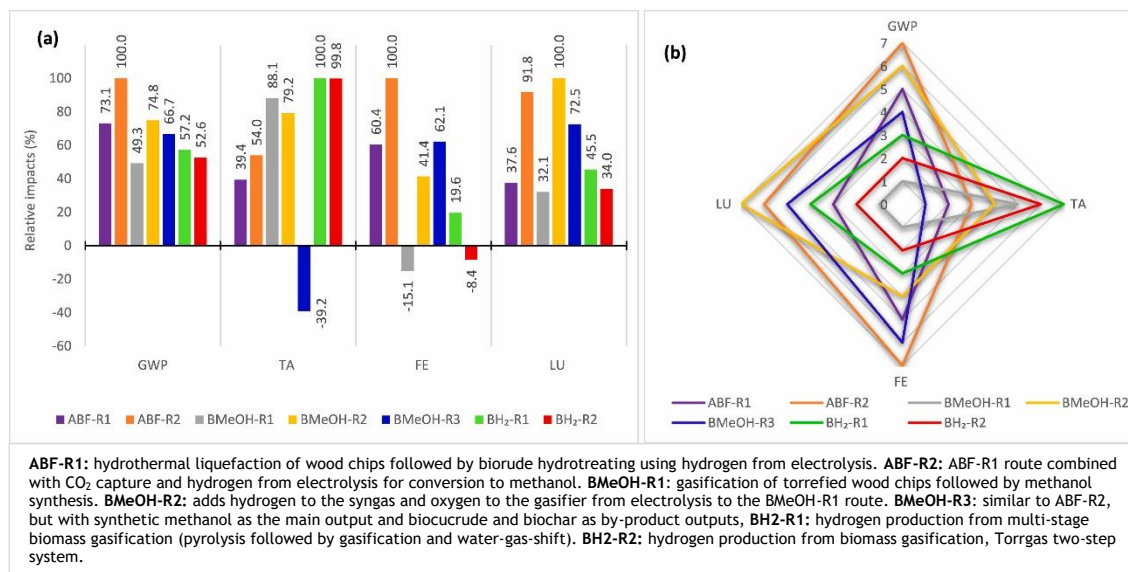 (a)
Relative impacts (%)
100
80
60
40
20
0
-20
-40
-60
73.1
100.0
49.3
74.8
66.7
57.2
52.6
39.4
54.0
88.1
79.2
-39.2
100.0
99.8
60.4
100.0
-15.1
41.4
62.1
19.6
-8.4
37.6
91.8
32.1
100.0
72.5
45.5
34.0
GWP TA FE LU
ABF-R1 ABF-R2 BMeOH-R1 BMeOH-R2 BMeOH-R3 BH₂-R1 BH₂-R2
(b)
GWP
7
6
5
4
3
2
1
0
LU
TA
FE
ABF-R1 ABF-R2 BMeOH-R1 BMeOH-R2
BMeOH-R3 BH₂-R1 BH₂-R2
ABF-R1: hydrothermal liquefaction of wood chips followed by biorude hydrotreating using hydrogen from electrolysis. ABF-R2: ABF-R1 route combined
with CO₂ capture and hydrogen from electrolysis for conversion to methanol. BMeOH-R1: gasification of torrefied wood chips followed by methanol
synthesis. BMeOH-R2: adds hydrogen to the syngas and oxygen to the gasifier from electrolysis to the BMeOH-R1 route. BMeOH-R3: similar to ABF-R2,
but with synthetic methanol as the main output and biocucrude and biochar as by-product outputs, BH2-R1: hydrogen production from multi-stage
biomass gasification (pyrolysis followed by gasification and water-gas-shift). BH2-R2: hydrogen production from biomass gasification, Torrgas two-step
system.